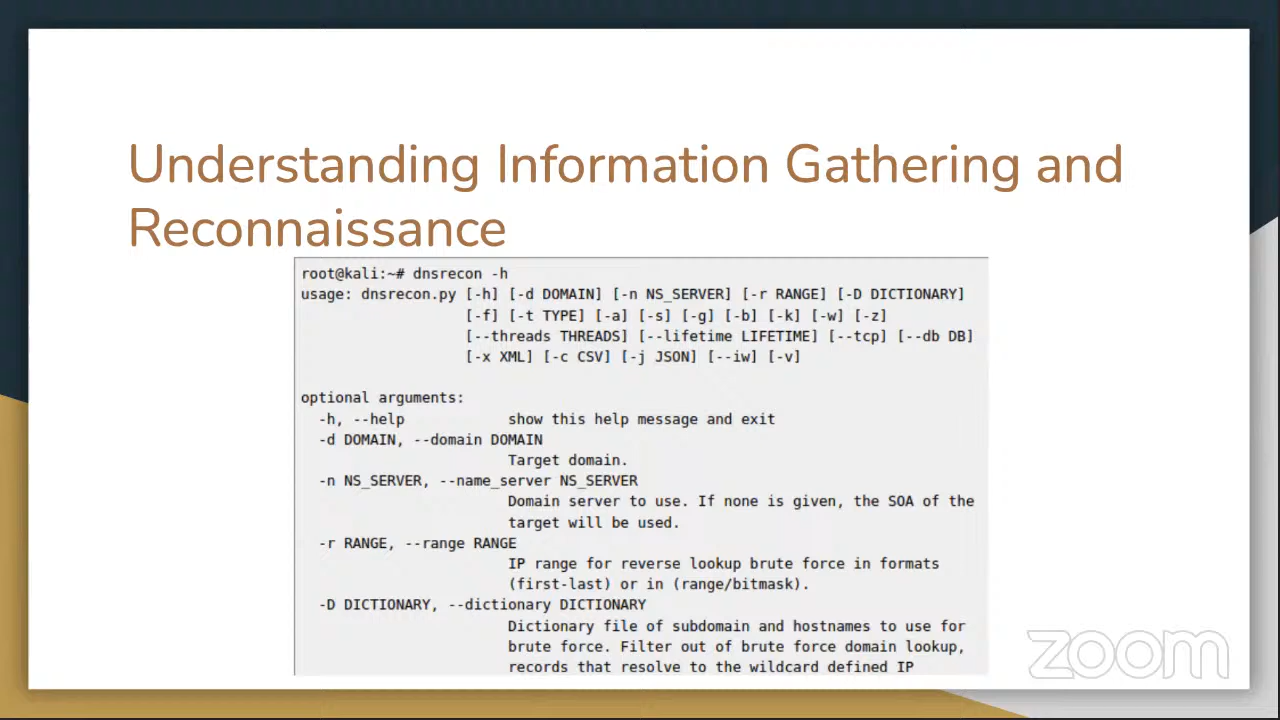 Understanding Information Gathering and
Reconnaissance
root@kali:~# dnsrecon -h
usage: dnsrecon.py [-h] [-d DOMAIN] [-n NS_SERVER] [-r RANGE] [-D DICTIONARY]
[-f] [-t TYPE] [-a] [-s] [-g] [-b] [-k] [-w] [-z]
[--threads THREADS] [--lifetime LIFETIME] [--tcp] [--db DB]
[-x XML] [-c CSV] [-j JSON] [--iw] [-v]
optional arguments:
-h, --help show this help message and exit
-d DOMAIN, --domain DOMAIN
Target domain.
-n NS_SERVER, --name_server NS_SERVER
Domain server to use. If none is given, the SOA of the
target will be used.
-r RANGE, --range RANGE
IP range for reverse lookup brute force in formats
(first-last) or in (range/bitmask).
-D DICTIONARY, --dictionary DICTIONARY
Dictionary file of subdomain and hostnames to use for
brute force. Filter out of brute force domain lookup,
records that resolve to the wildcard defined IP
zoom